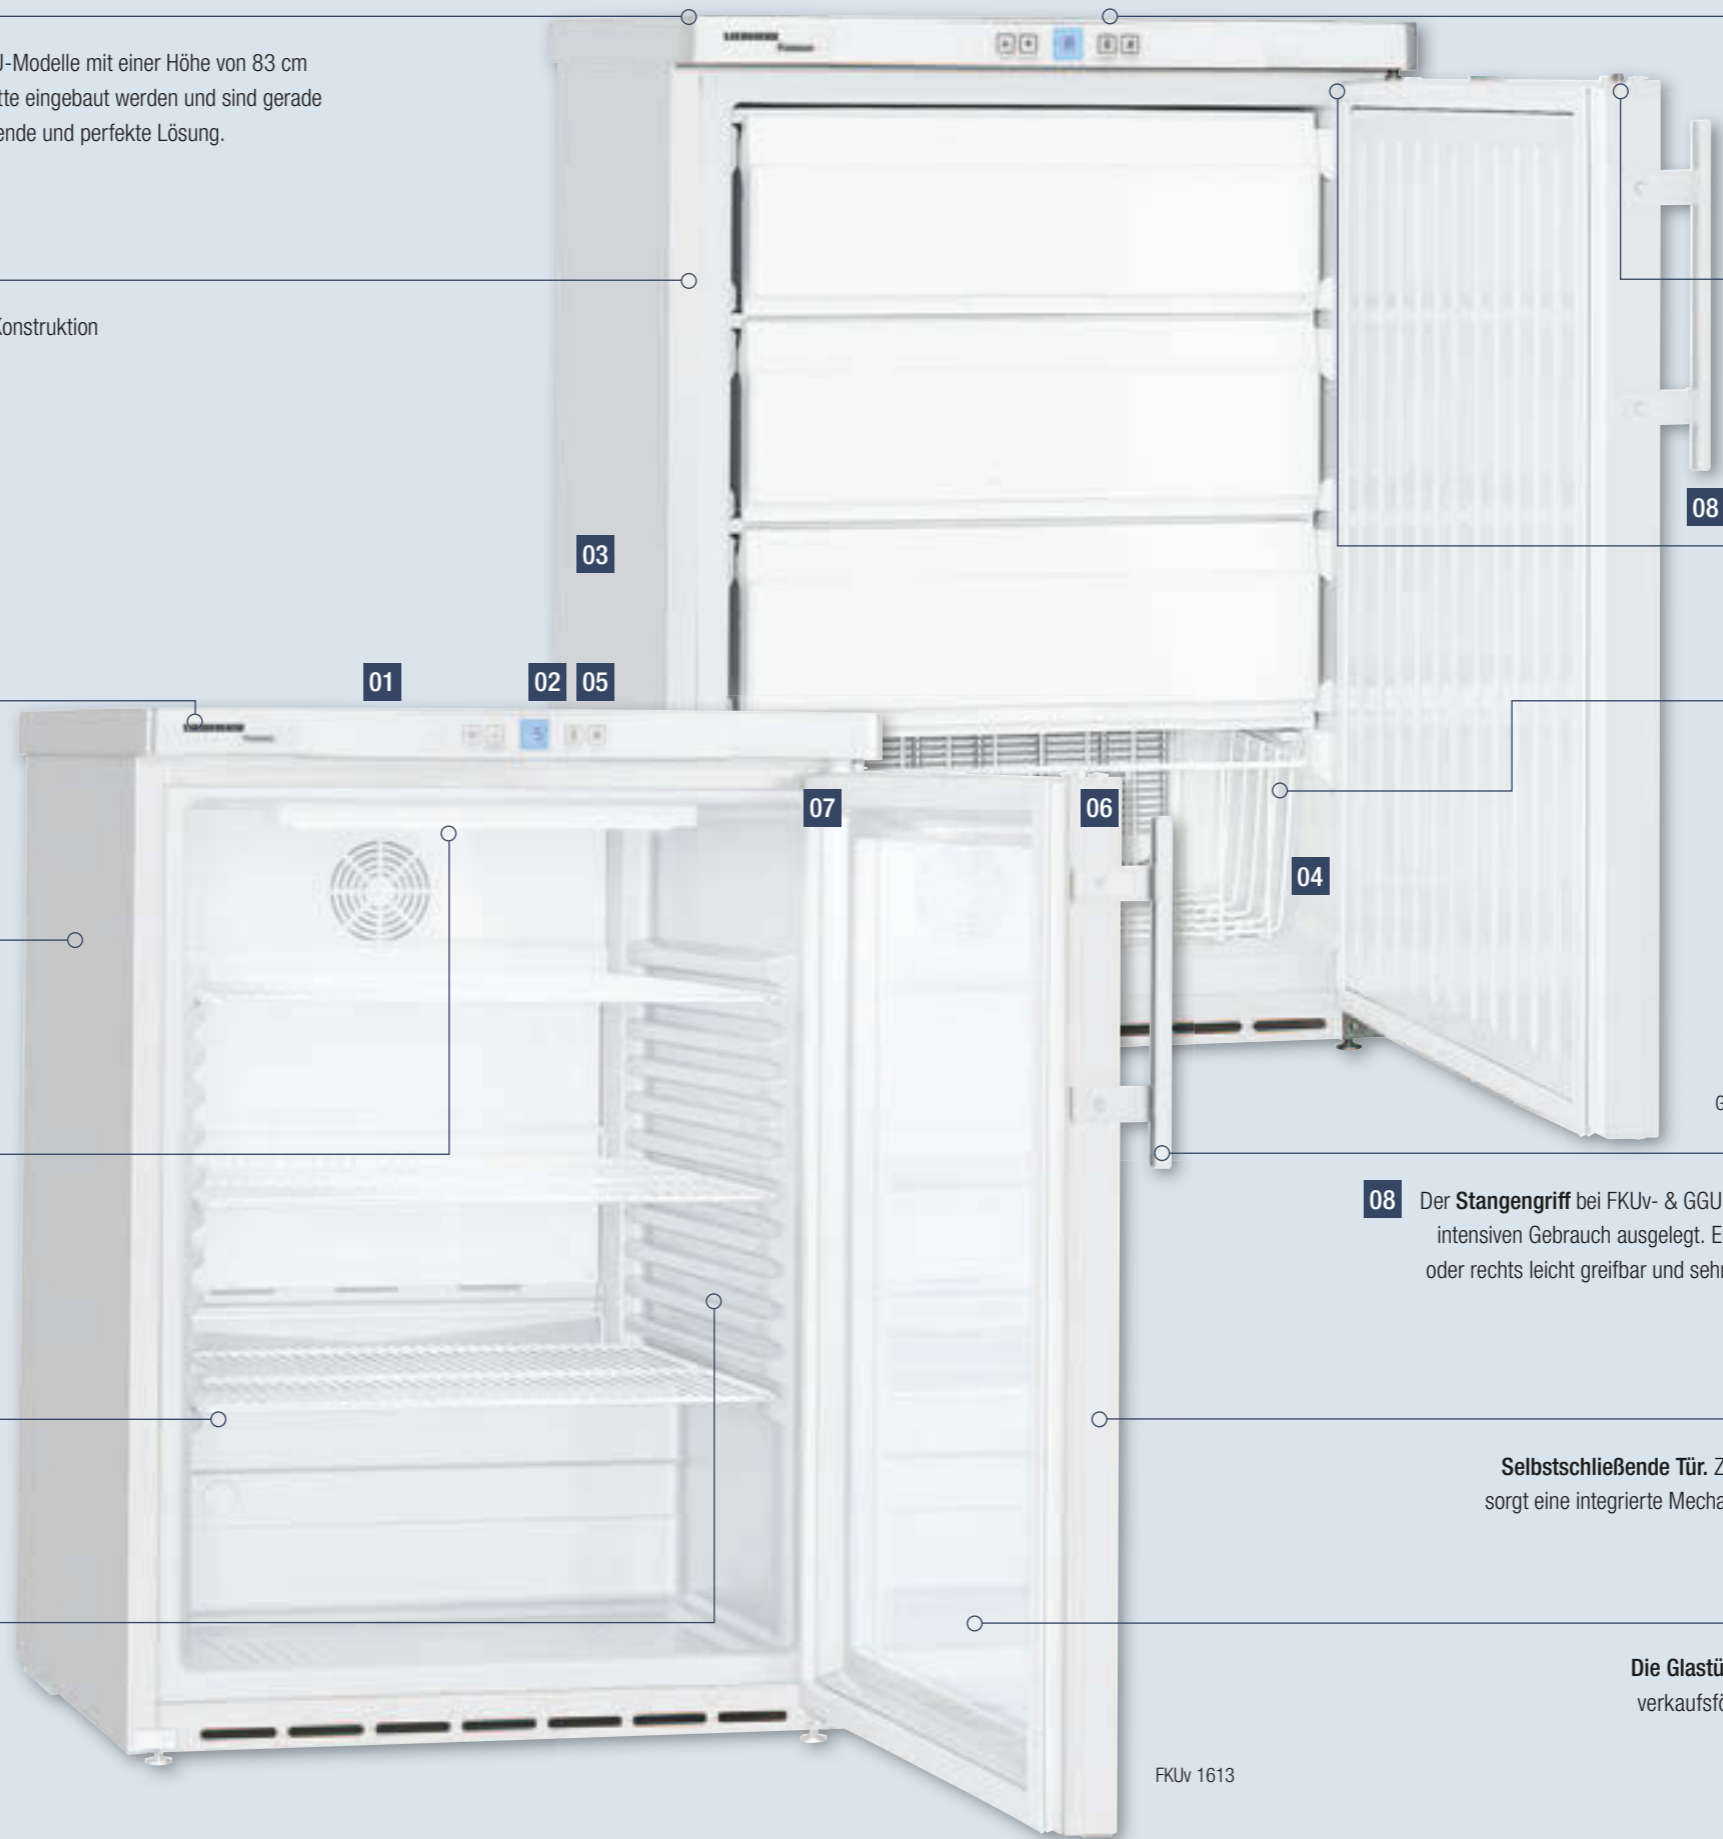 U-Modelle mit einer Höhe von 83 cm
tte eingebaut werden und sind gerade
ende und perfekte Lösung.
Konstruktion
08
03
01
02
05
LIEBHERR
07
06
04
G
08 Der Stangengriff bei FKUv- & GGU
intensiven Gebrauch ausgelegt. E
oder rechts leicht greifbar und sehr
Selbstschließende Tür. Z
sorgt eine integrierte Mecha
Die Glastü
verkaufsfö
FKUv 1613